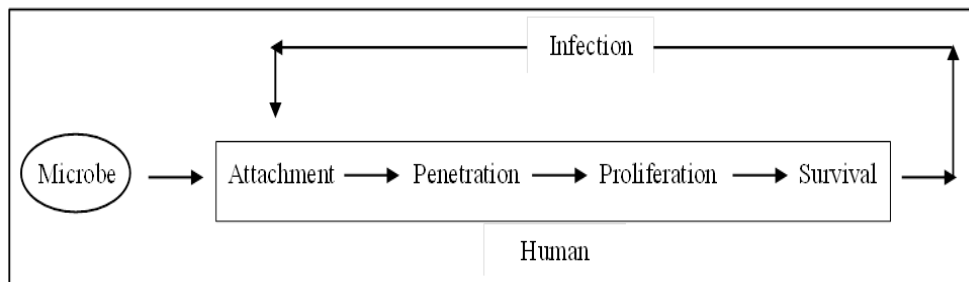 Infection
Microbe
Attachment Penetration Proliferation Survival
Human